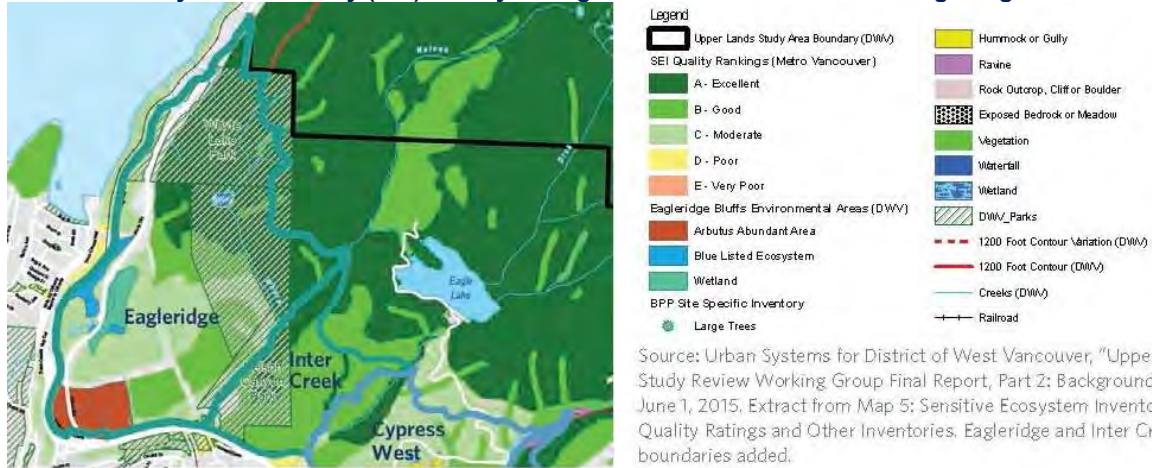 Eagleridge
Inter
Creek
Cypress
West
Eagle
Lake
Nelson
Legend
Upper Lands Study Area Boundary (DWV)
SEI Quality Rankings (Metro Vancouver)
A - Excellent
B - Good
C - Moderate
D - Poor
E - Very Poor
Eagleridge Bluffs Environmental Areas (DWV)
Arbutus Abundant Area
Blue Listed Ecosystem
Wetland
BPP Site Specific Inventory
Large Trees
Hummock or Gully
Ravine
Rock Outcrop, Cliff or Boulder
Exposed Bedrock or Meadow
Vegetation
Waterfall
Wetland
DWV_Parks
1200 Foot Contour Variation (DWV)
1200 Foot Contour (DWV)
Creeks (DWV)
Railroad
Source: Urban Systems for District of West Vancouver, "Uppe
Study Review Working Group Final Report, Part 2: Background
June 1, 2015. Extract from Map 5: Sensitive Ecosystem Invento
Quality Ratings and Other Inventories. Eagleridge and Inter Cr
boundaries added.